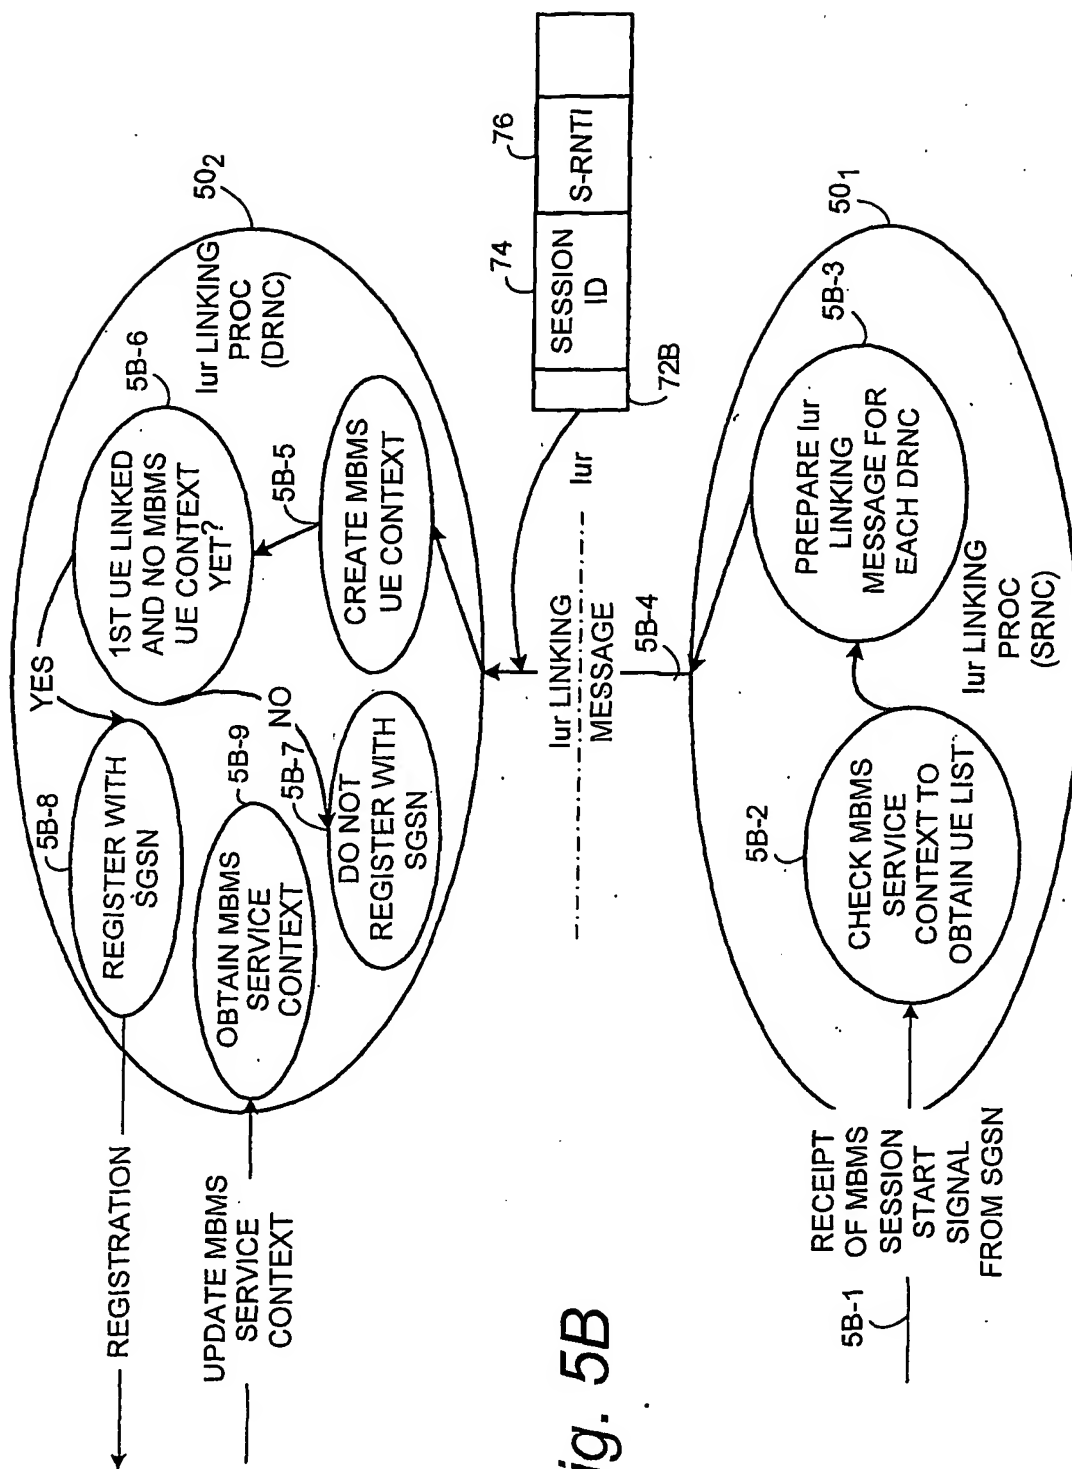 REGISTRATION
UPDATE MBMS
SERVICE
CONTEXT
5B-8
REGISTER WITH
SGSN
YES
1ST UE LINKED
AND NO MBMS
UE CONTEXT
YET?
5B-6
50₂
Iur LINKING
PROC
(DRNC)
5B-9
OBTAIN MBMS
SERVICE
CONTEXT
NO
5B-7
DO NOT
REGISTER WITH
SGSN
5B-5
CREATE MBMS
UE CONTEXT
Iur LINKING
MESSAGE
Iur
5B-4
72B
74
SESSION
ID
76
S-RNTI
ig. 5B
5B-1
RECEIPT
OF MBMS
SESSION
START
SIGNAL
FROM SGSN
5B-2
CHECK MBMS
SERVICE
CONTEXT TO
OBTAIN UE LIST
5B-3
PREPARE Iur
LINKING
MESSAGE FOR
EACH DRNC
Iur LINKING
PROC
(SRNC)
50₁